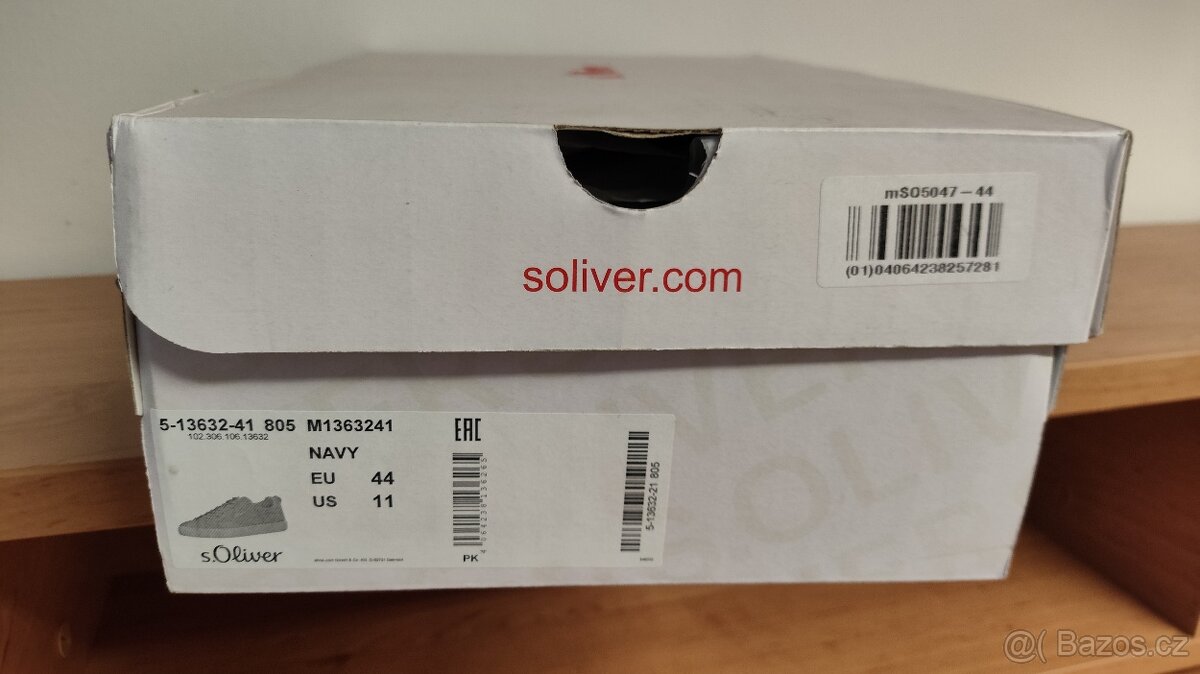 mSO5047-44
(01)04064238257281
soliver.com
5-13632-41 805 M1363241
102.306.106.13632
NAVY
EU 44
US 11
s.Oliver
EAC
PK
5-13632-21 805
@( Bazos.cz